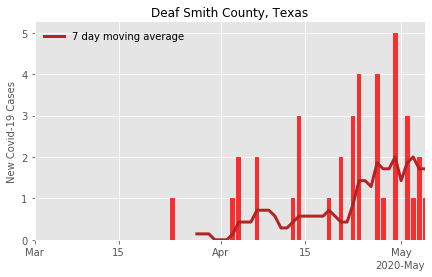 Deaf Smith County, Texas
7 day moving average
New Covid-19 Cases
5
4
3
2
1
0
Mar
15
Apr
15
May
2020-May